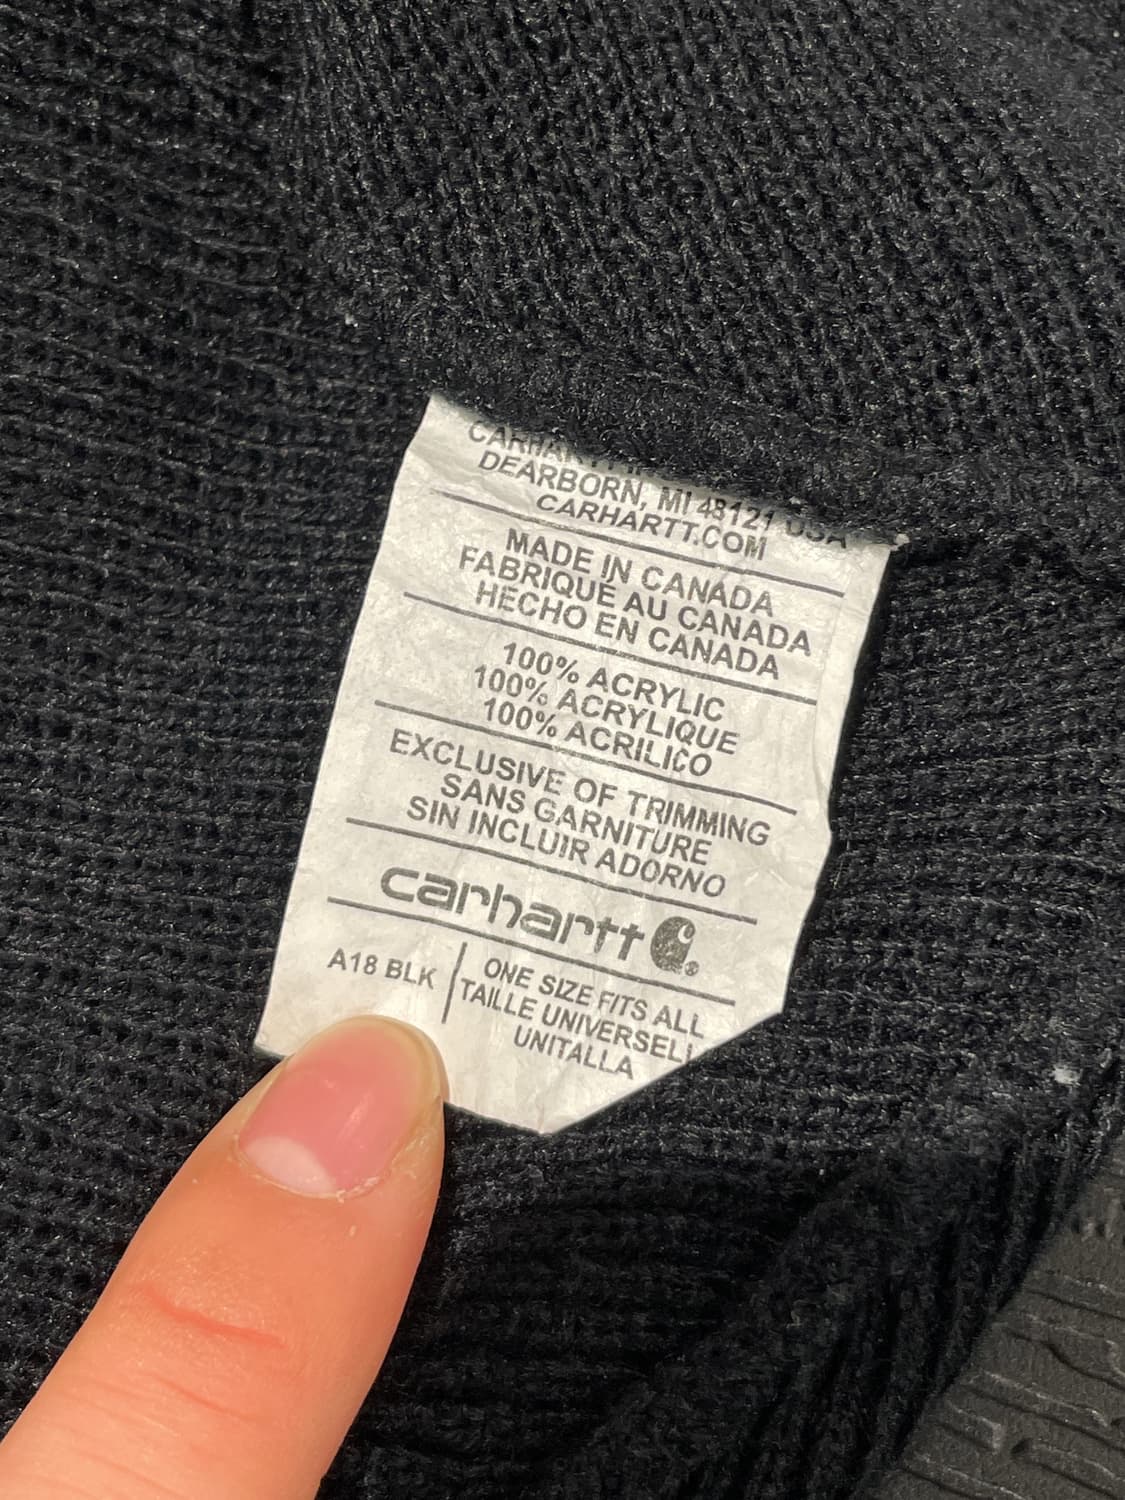 DEARBORN, MI 48121 USA
CARHARTT.COM
MADE IN CANADA
FABRIQUÉ AU CANADA
HECHO EN CANADA
100% ACRYLIC
100% ACRYLIQUE
100% ACRILICO
EXCLUSIVE OF TRIMMING
SANS GARNITURE
SIN INCLUIR ADORNO
carhartt
A18 BLK
ONE SIZE FITS ALL
TAILLE UNIVERSELL
UNITALLA